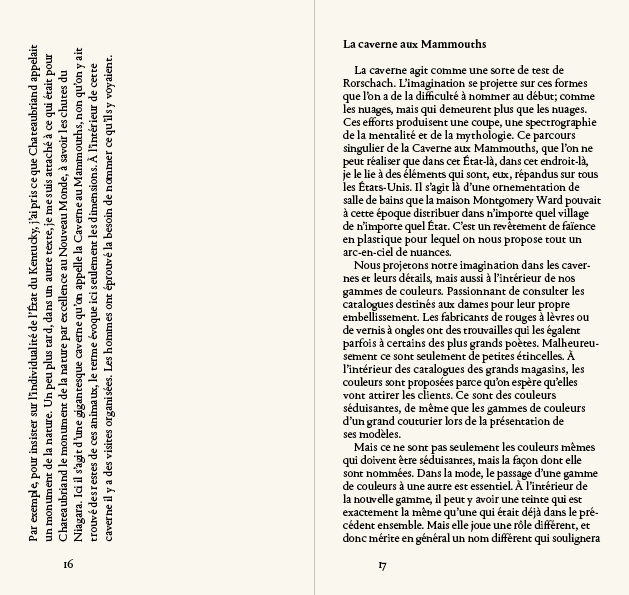 Par exemple, pour insister sur l'individualité de l'État du Kentucky, j'ai pris ce que Chateaubriand appelait
un monument de la nature. Un peu plus tard, dans un autre texte, je me suis attaché à ce qui était pour
Chateaubriand le monument de la nature par excellence au Nouveau Monde, à savoir les chutes du
Niagara. Ici il s'agit d'une gigantesque caverne qu'on appelle la Caverne au Mammouths, non qu'on y ait
trouvé des restes de ces animaux, le terme évoque ici seulement les dimensions. À l'intérieur de cette
caverne il y a des visites organisées. Les hommes ont éprouvé la besoin de nommer ce qu'ils y voyaient.
16
La caverne aux Mammouths
La caverne agit comme une sorte de test de
Rorschach. L'imagination se projette sur ces formes
que l'on a de la difficulté à nommer au début; comme
les nuages, mais qui demeurent plus que les nuages.
Ces efforts produisent une coupe, une spectrographie
de la mentalité et de la mythologie. Ce parcours
singulier de la Caverne aux Mammouths, que l'on ne
peut réaliser que dans cet État-là, dans cet endroit-là,
je le lie à des éléments qui sont, eux, répandus sur tous
les États-Unis. Il s'agit là d'une ornementation de
salle de bains que la maison Montgomery Ward pouvait
à cette époque distribuer dans n'importe quel village
de n'importe quel État. C'est un revêtement de faïence
en plastique pour lequel on nous propose tout un
arc-en-ciel de nuances.
Nous projetons notre imagination dans les caver-
nes et leurs détails, mais aussi à l'intérieur de nos
gammes de couleurs. Passionnant de consulter les
catalogues destinés aux dames pour leur propre
embellissement. Les fabricants de rouges à lèvres ou
de vernis à ongles ont des trouvailles qui les égalent
parfois à certains des plus grands poètes. Malheureu-
sement ce sont seulement de petites étincelles. À
l'intérieur des catalogues des grands magasins, les
couleurs sont proposées parce qu'on espère qu'elles
vont attirer les clients. Ce sont des couleurs
séduisantes, de même que les gammes de couleurs
d'un grand couturier lors de la présentation de
ses modèles.
Mais ce ne sont pas seulement les couleurs mêmes
qui doivent être séduisantes, mais la façon dont elle
sont nommées. Dans la mode, le passage d'une gamme
de couleurs à une autre est essentiel. À l'intérieur de
la nouvelle gamme, il peut y avoir une teinte qui est
exactement la même qu'une qui était déjà dans le pré-
cédent ensemble. Mais elle joue une rôle différent, et
donc mérite en général un nom différent qui soulignera
17